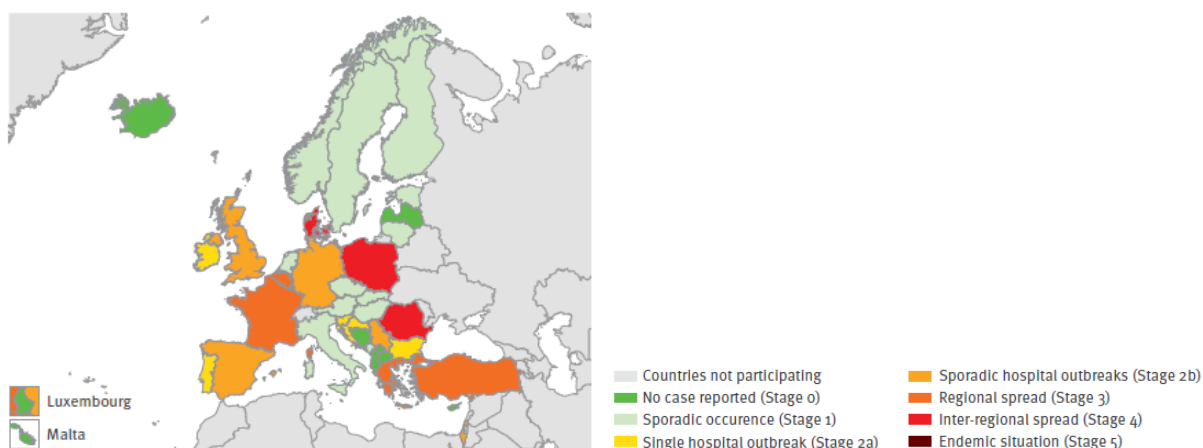 Luxembourg
Malta
Countries not participating
No case reported (Stage 0)
Sporadic occurence (Stage 1)
Single hospital outbreak (Stage 2a)
Sporadic hospital outbreaks (Stage 2b)
Regional spread (Stage 3)
Inter-regional spread (Stage 4)
Endemic situation (Stage 5)